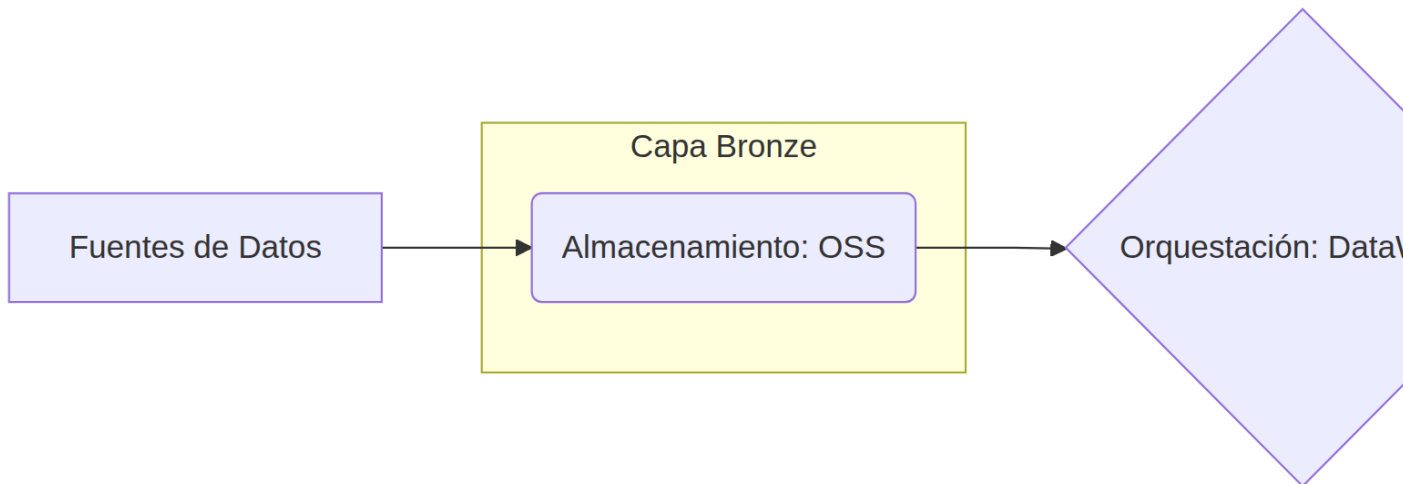 Capa Bronze
Fuentes de Datos
Almacenamiento: OSS
Orquestación: